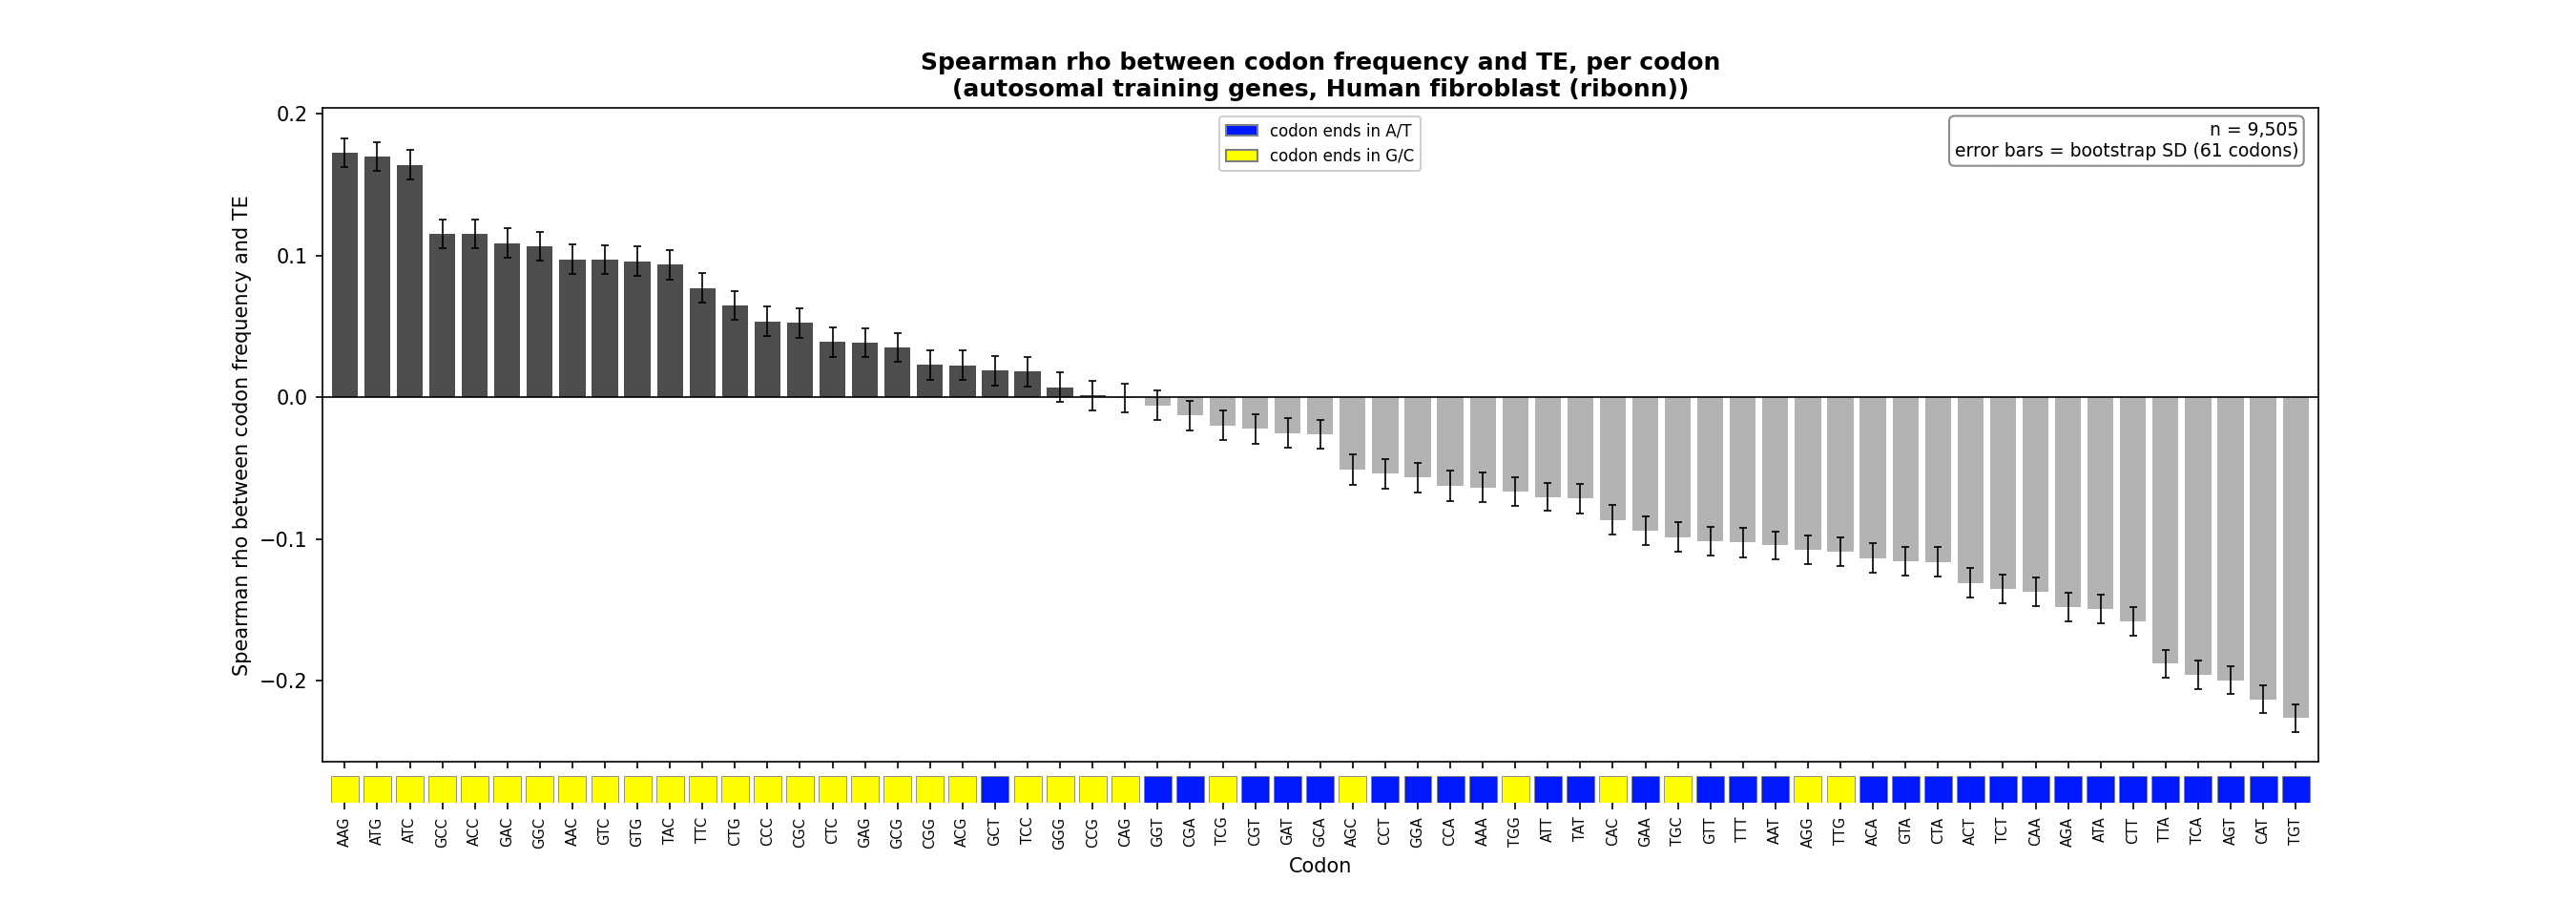 Spearman rho between codon frequency and TE, per codon
(autosomal training genes, Human fibroblast (ribonn))
codon ends in A/T
codon ends in G/C
n = 9,505
error bars = bootstrap SD (61 codons)
Spearman rho between codon frequency and TE
0.2
0.1
0.0
−0.1
−0.2
AAG ATG ATC GCC ACC GAC GGC AAC GTC GTG TAC TTC CTG CCC CGC CTC GAG GCG CGG ACG GCT TCC GGG CCG CAG GGT CGA TCG CGT GAT GCA AGC CCT GGA CCA AAA TGG ATT TAT CAC GAA TGC GTT TTT AAT AGG TTG ACA GTA CTA ACT TCT CAA AGA ATA CTT TTA TCA AGT CAT TGT
Codon